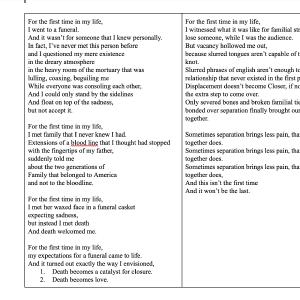 For the first time in my life,
I went to a funeral.
And it wasn't for someone that I knew personally.
In fact, I've never met this person before
and I questioned my mere existence
in the dreary atmosphere
in the heavy room of the mortuary that was
lulling, coaxing, beguiling me
While everyone was consoling each other,
And I could only stand by the sidelines
And float on top of the sadness,
but not accept it.

For the first time in my life,
I met family that I never knew I had.
Extensions of a blood line that I thought had stopped
with the fingertips of my father,
suddenly told me
about the two generations of
Family that belonged to America
and not to the bloodline.

For the first time in my life,
I met her waxed face in a funeral casket
expecting sadness,
but instead I met death
And death welcomed me.

For the first time in my life,
my expectations for a funeral came to life.
And it turned out exactly the way I envisioned,
1. Death becomes a catalyst for closure.
2. Death becomes love.

For the first time in my life,
I witnessed what it was like for familial str
lose someone, while I was the audience.
But vacancy hollowed me out,
because slurred tongues aren't capable of t
knot.
Slurred phrases of english aren't enough to
relationship that never existed in the first p
Displacement doesn't become Closer, if no
the extra step to come over.
Only severed bones and broken familial tie
bonded over separation finally brought ou
together.

Sometimes separation brings less pain, tha
together does.
Sometimes separation brings less pain, tha
together does.
Sometimes separation brings less pain, tha
together does,
And this isn't the first time
And it won't be the last.